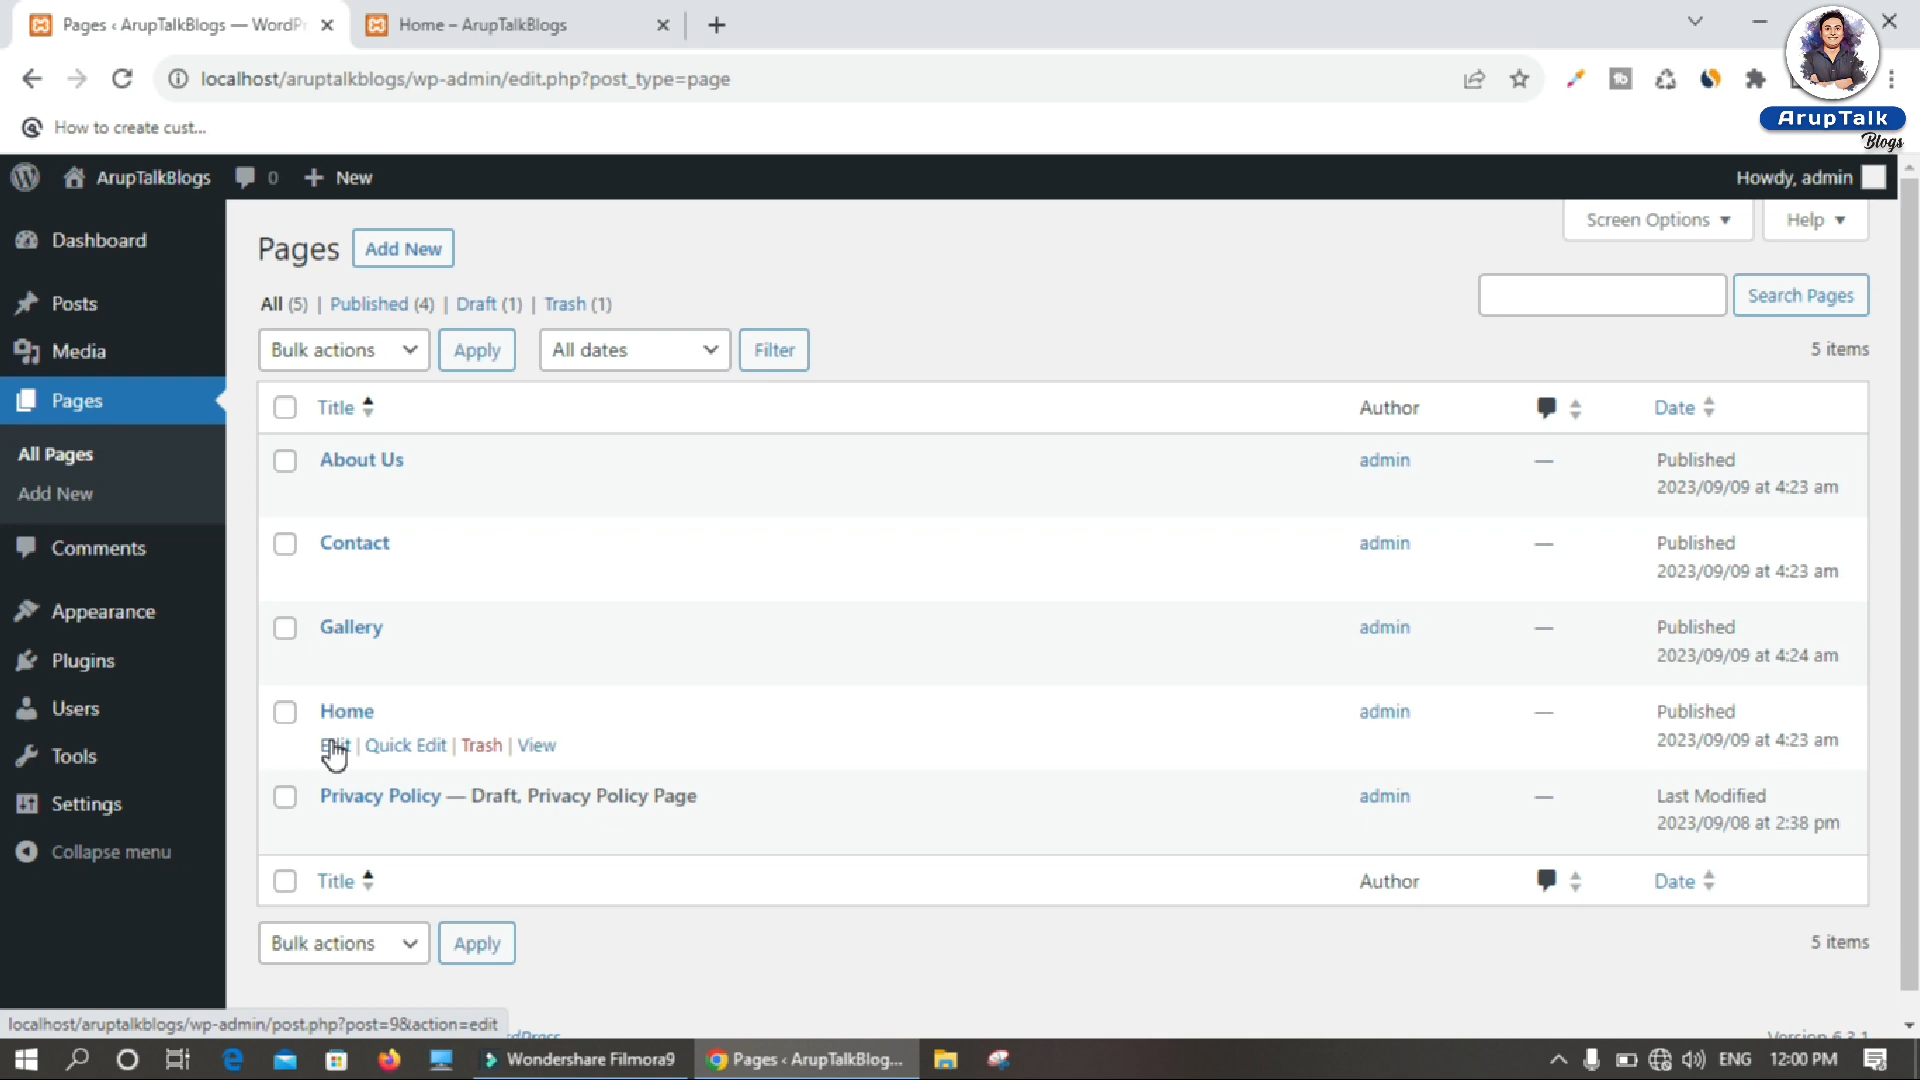 Pages ‹ ArupTalkBlogs — WordPr
Home – ArupTalkBlogs
localhost/aruptalkblogs/wp-admin/edit.php?post_type=page
How to create cust...
ArupTalk
Blogs
ArupTalkBlogs
0
New
Howdy, admin
Dashboard
Posts
Media
Pages
All Pages
Add New
Comments
Appearance
Plugins
Users
Tools
Settings
Collapse menu
Screen Options
Help
Pages
Add New
All (5) | Published (4) | Draft (1) | Trash (1)
Search Pages
Bulk actions
Apply
All dates
Filter
5 items
Title
Author
Date
About Us
admin
—
Published
2023/09/09 at 4:23 am
Contact
admin
—
Published
2023/09/09 at 4:23 am
Gallery
admin
—
Published
2023/09/09 at 4:24 am
Home
Edit | Quick Edit | Trash | View
admin
—
Published
2023/09/09 at 4:23 am
Privacy Policy — Draft, Privacy Policy Page
admin
—
Last Modified
2023/09/08 at 2:38 pm
Title
Author
Date
Bulk actions
Apply
5 items
localhost/aruptalkblogs/wp-admin/post.php?post=9&action=edit
Version 6.3.1
Wondershare Filmora9
Pages ‹ ArupTalkBlog...
ENG
12:00 PM